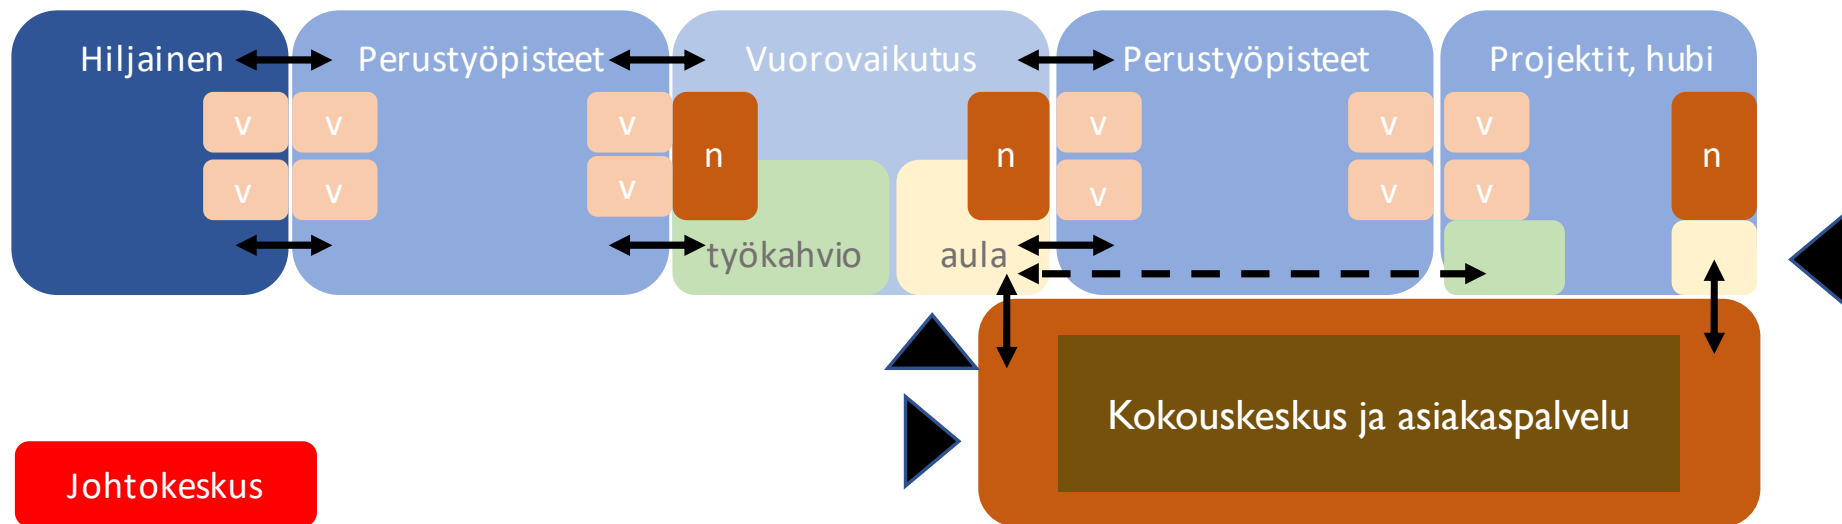 Hiljainen
Perustyöpisteet
Vuorovaikutus
Perustyöpisteet
Projektit, hubi
v v v v v v
n n n
v v v v v v
työkahvio
aula
Kokouskeskus ja asiakaspalvelu
Johtokeskus